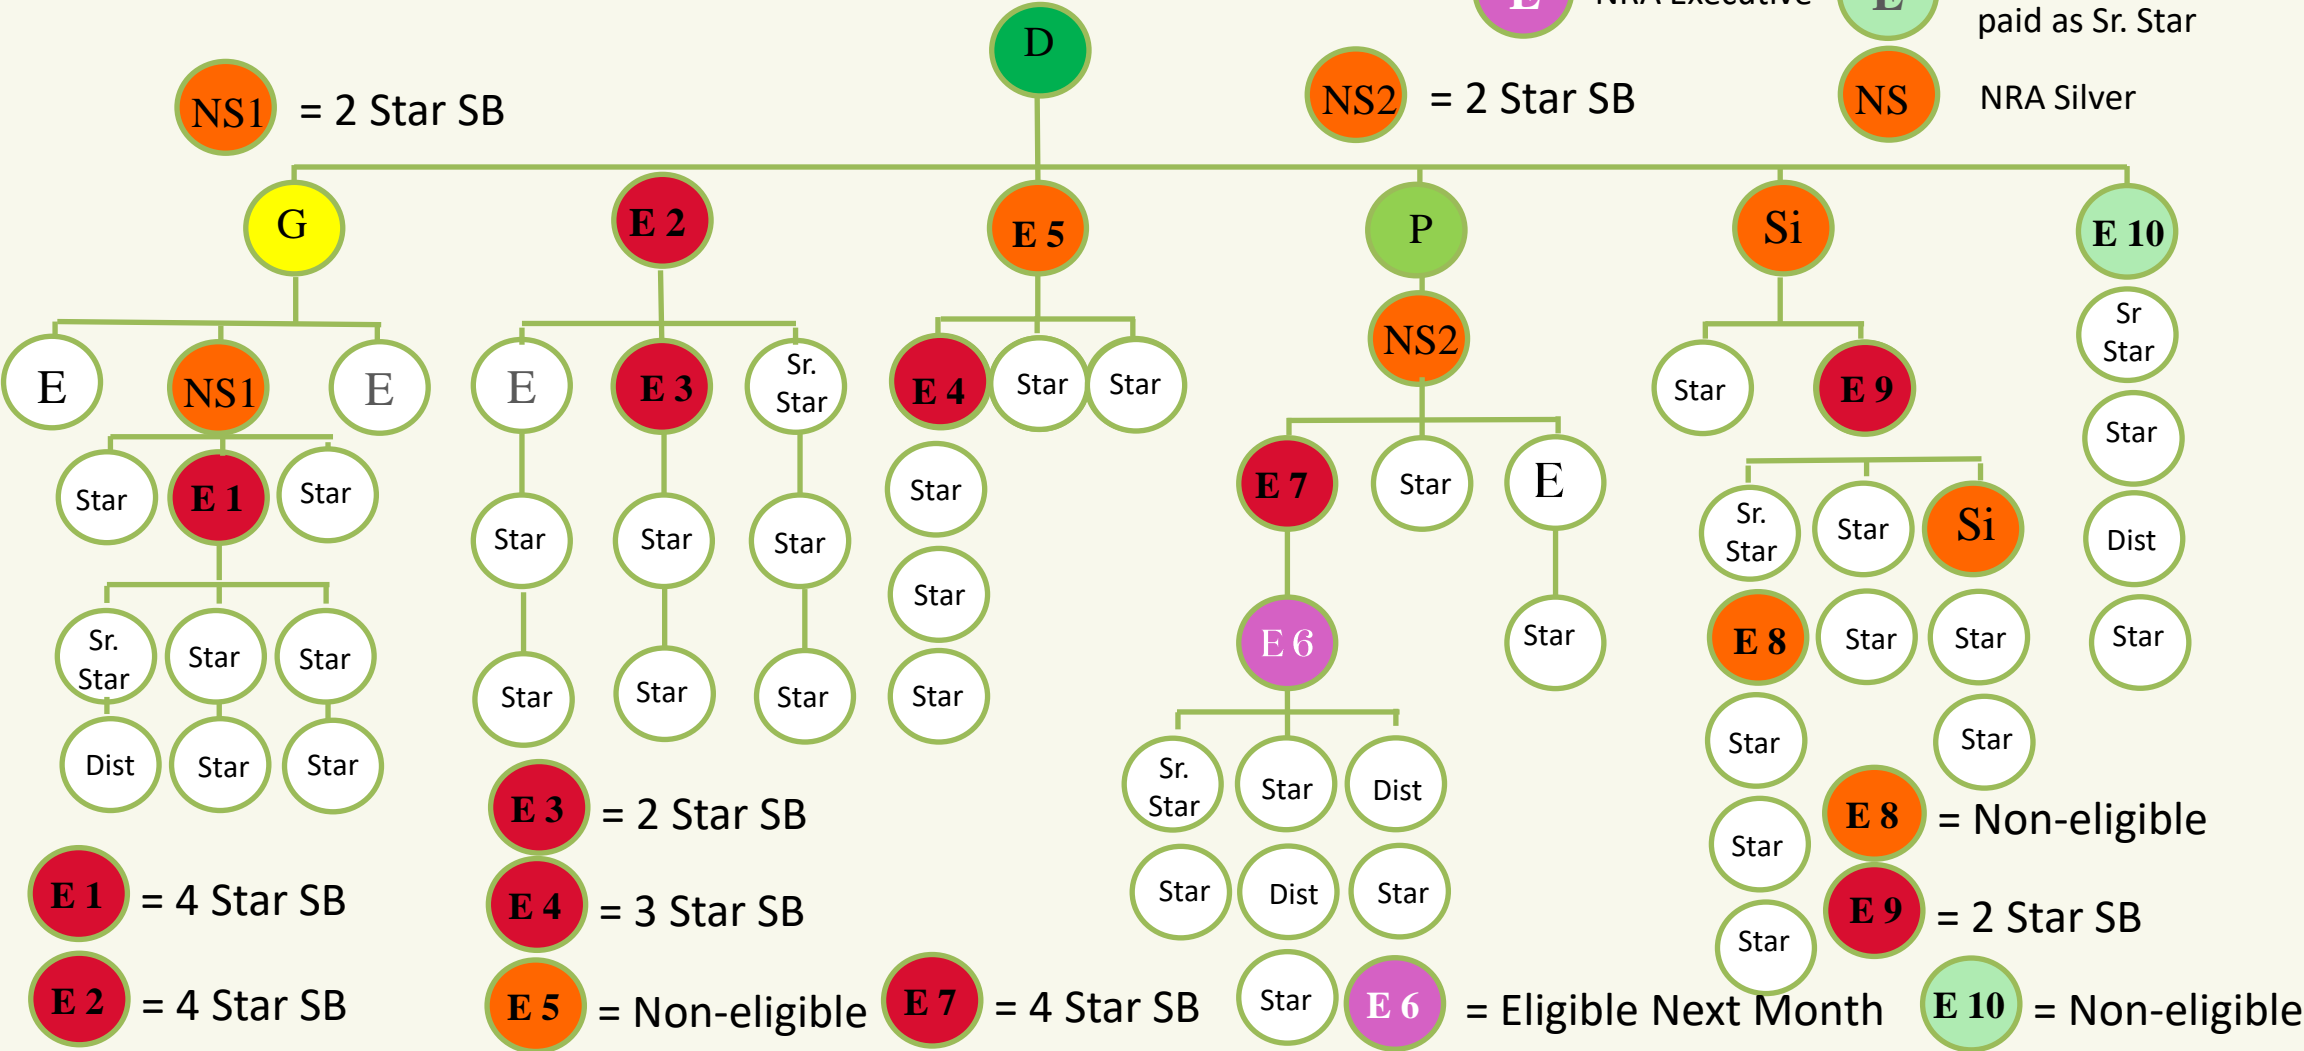 E NRA Executive E
paid as Sr. Star
D
NS1 = 2 Star SB
NS2 = 2 Star SB
NS NRA Silver
G
E 2
E 5
P
Si
E 10
NS2
Sr
Star
E
NS1
E
E
E 3
Sr.
Star
E 4
Star
Star
Star
E 9
Star
Star
E 1
Star
Star
E 7
Star
E
Star
Star
Star
Sr.
Star
Star
Si
Dist
Sr.
Star
Star
Star
Star
E 6
Star
E 8
Star
Star
Star
Star
Star
Star
Star
Dist
Star
Star
Sr.
Star
Star
Dist
Star
Star
E 3 = 2 Star SB
E 8 = Non-eligible
Star
E 1 = 4 Star SB
E 4 = 3 Star SB
Star
Dist
Star
E 9 = 2 Star SB
Star
E 2 = 4 Star SB
E 5 = Non-eligible
E 7 = 4 Star SB
Star
E 6 = Eligible Next Month
E 10 = Non-eligible